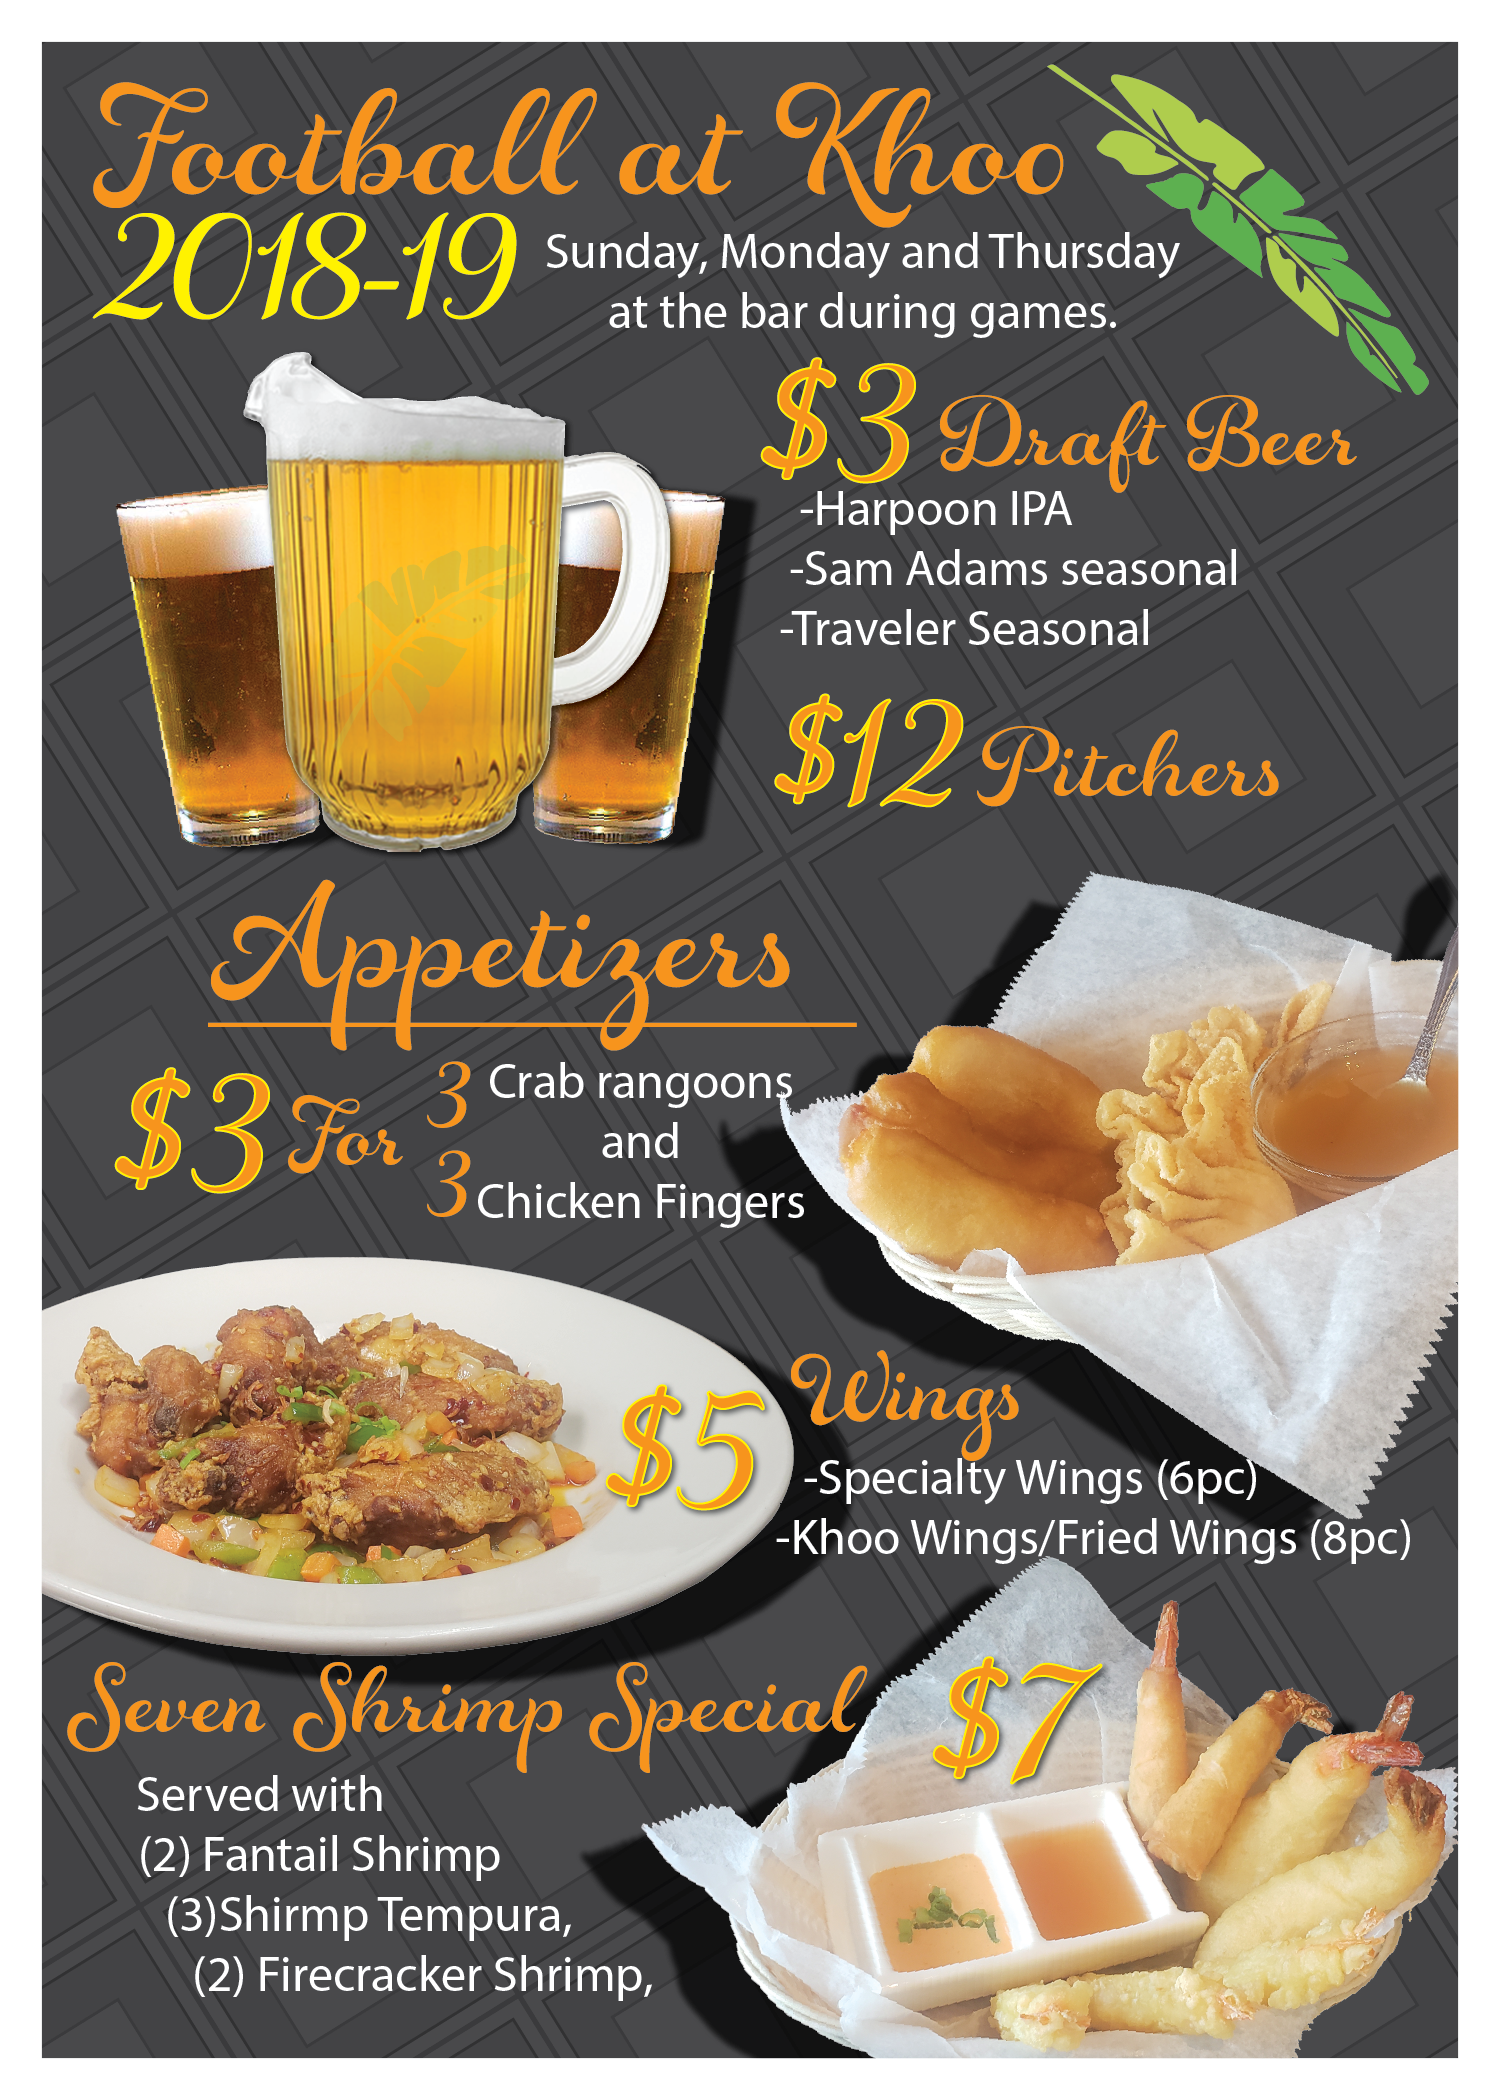 Football at Khoo
2018-19
Sunday, Monday and Thursday
at the bar during games.
$3 Draft Beer
-Harpoon IPA
-Sam Adams seasonal
-Traveler Seasonal
$12 Pitchers
Appetizers
$3 For
3 Crab rangoons
and
3 Chicken Fingers
$5 Wings
-Specialty Wings (6pc)
-Khoo Wings/Fried Wings (8pc)
Seven Shrimp Special $7
Served with
(2) Fantail Shrimp
(3)Shirmp Tempura,
(2) Firecracker Shrimp,